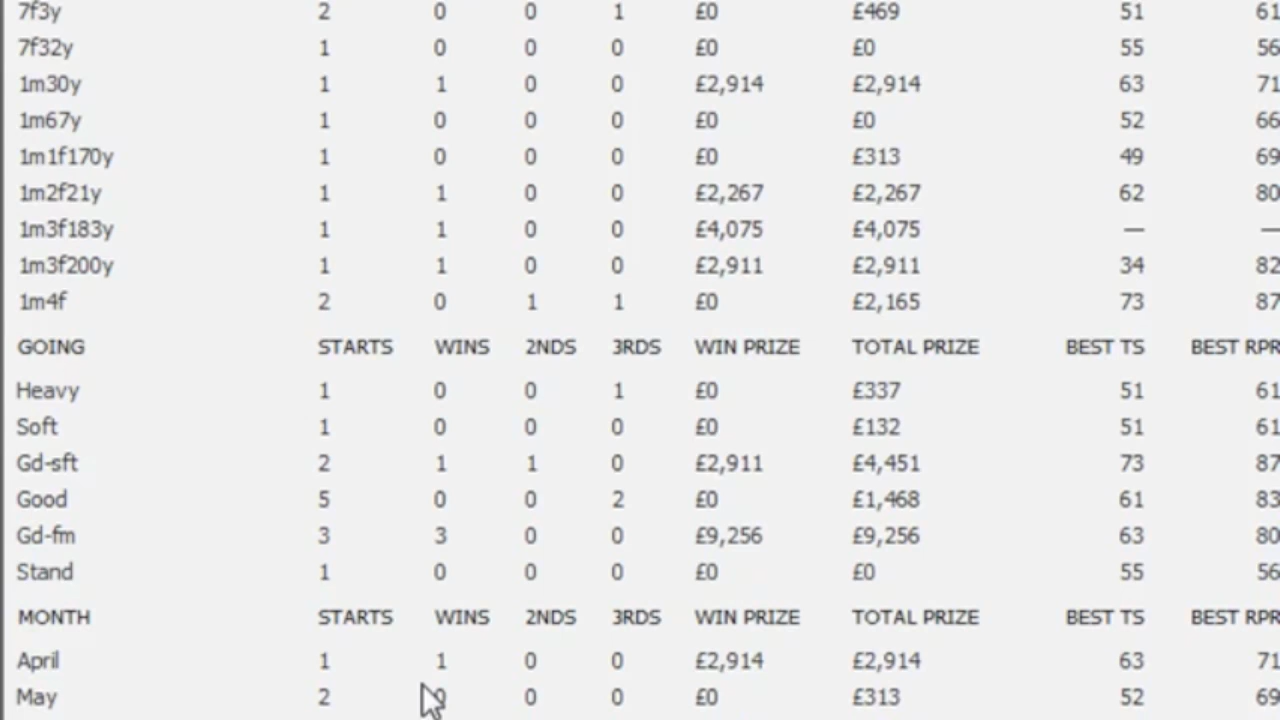 7f3y 2 0 0 1 £0 £469 51 61
7f32y 1 0 0 0 £0 £0 55 56
1m30y 1 1 0 0 £2,914 £2,914 63 71
1m67y 1 0 0 0 £0 £0 52 66
1m1f170y 1 0 0 0 £0 £313 49 69
1m2f21y 1 1 0 0 £2,267 £2,267 62 80
1m3f183y 1 1 0 0 £4,075 £4,075 — —
1m3f200y 1 1 0 0 £2,911 £2,911 34 82
1m4f 2 0 1 1 £0 £2,165 73 87
GOING STARTS WINS 2NDS 3RDS WIN PRIZE TOTAL PRIZE BEST TS BEST RPR
Heavy 1 0 0 1 £0 £337 51 61
Soft 1 0 0 0 £0 £132 51 61
Gd-sft 2 1 1 0 £2,911 £4,451 73 87
Good 5 0 0 2 £0 £1,468 61 83
Gd-fm 3 3 0 0 £9,256 £9,256 63 80
Stand 1 0 0 0 £0 £0 55 56
MONTH STARTS WINS 2NDS 3RDS WIN PRIZE TOTAL PRIZE BEST TS BEST RPR
April 1 1 0 0 £2,914 £2,914 63 71
May 2 0 0 0 £0 £313 52 69